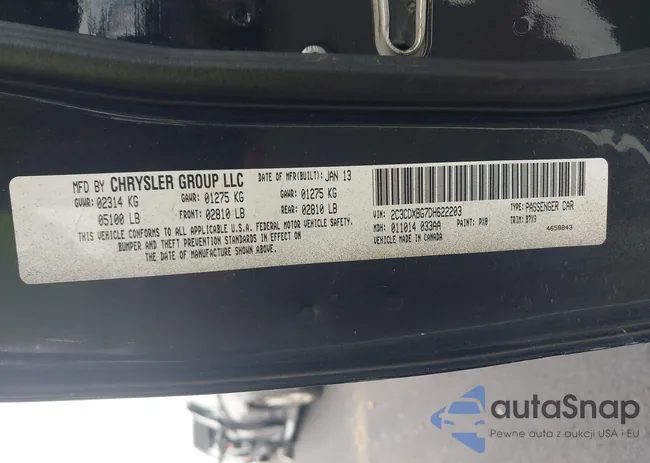 MFD BY CHRYSLER GROUP LLC DATE OF MFR(BUILT): JAN 13
GVWR: 02314 KG GAWR: 01275 KG GAWR: 01275 KG
05100 LB FRONT: 02810 LB REAR: 02810 LB
THIS VEHICLE CONFORMS TO ALL APPLICABLE U.S.A. FEDERAL MOTOR VEHICLE SAFETY,
BUMPER AND THEFT PREVENTION STANDARDS IN EFFECT ON
THE DATE OF MANUFACTURE SHOWN ABOVE.
VIN: 2C3CDXBG7DH622203 TYPE: PASSENGER CAR
MDH: 011014 033AA PAINT: PX8 TRIM: B7X9
VEHICLE MADE IN CANADA 4658843
autaSnap
Pewne auta z aukcji USA i EU